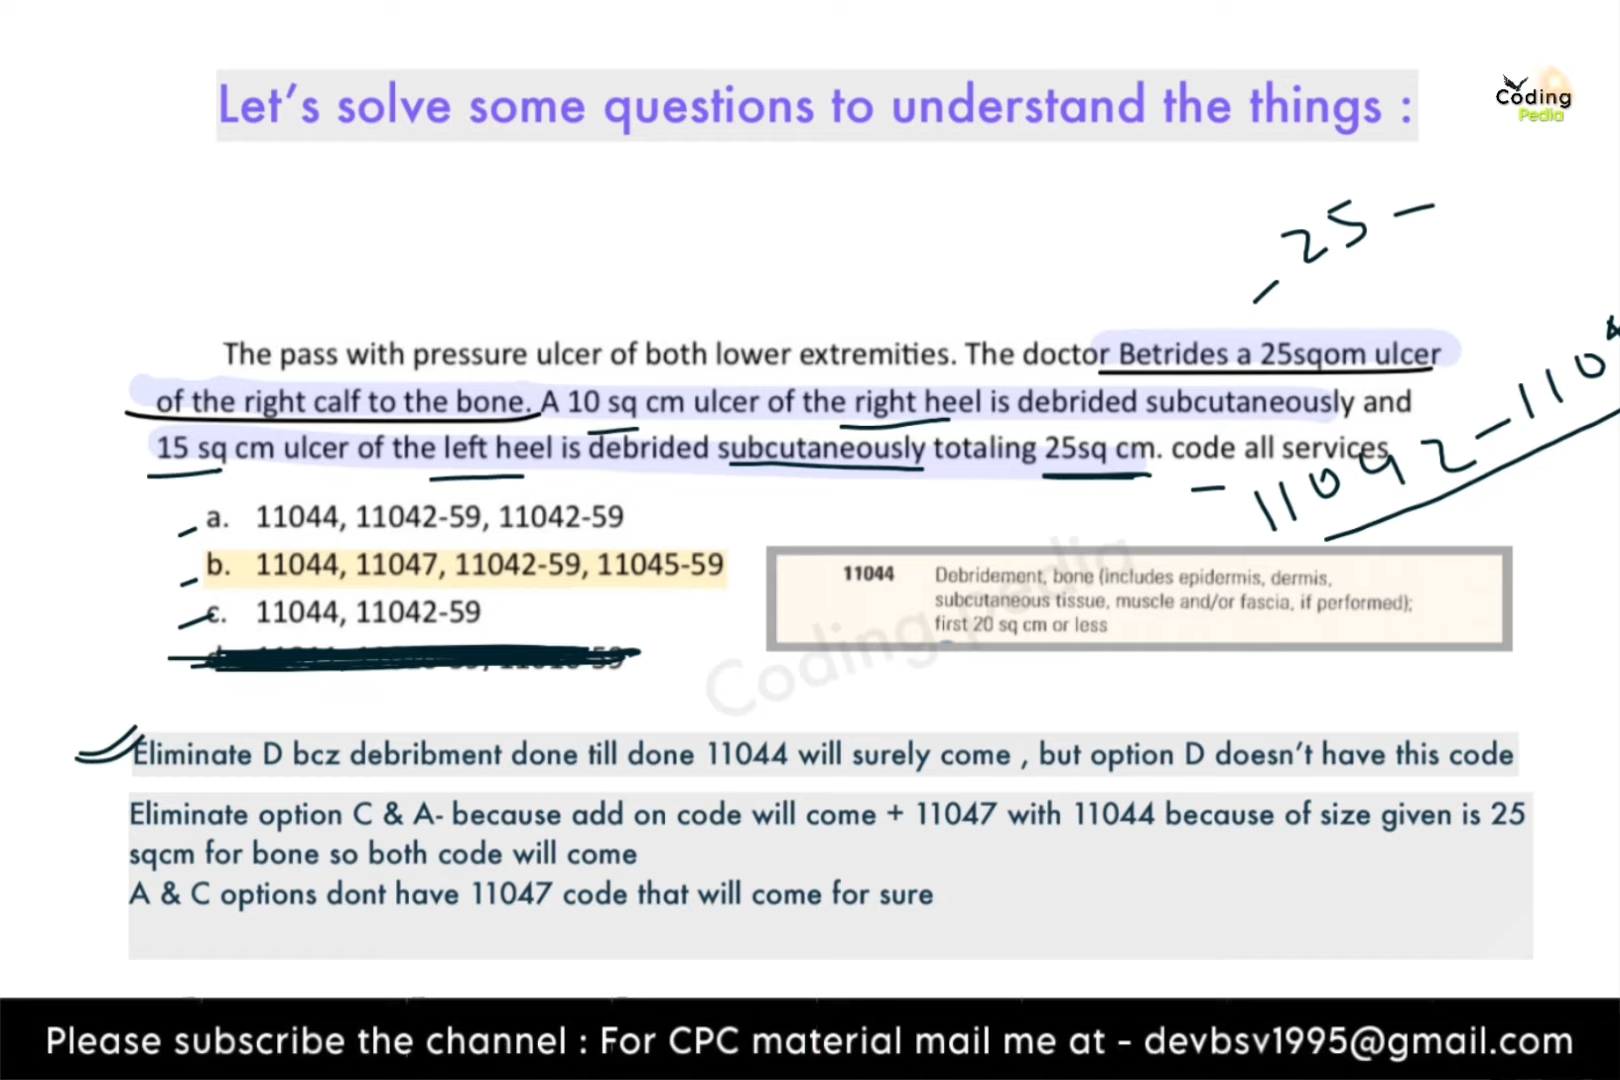 Let's solve some questions to understand the things :
Coding
Pedia
25 -
The pass with pressure ulcer of both lower extremities. The doctor Betrides a 25sqom ulcer
of the right calf to the bone. A 10 sq cm ulcer of the right heel is debrided subcutaneously and
15 sq cm ulcer of the left heel is debrided subcutaneously totaling 25sq cm. code all services
- 11042 - 110
a. 11044, 11042-59, 11042-59
b. 11044, 11047, 11042-59, 11045-59
c. 11044, 11042-59
11044 Debridement, bone (includes epidermis, dermis,
subcutaneous tissue, muscle and/or fascia, if performed);
first 20 sq cm or less
Coding pedia
Eliminate D bcz debribment done till done 11044 will surely come , but option D doesn't have this code
Eliminate option C & A- because add on code will come + 11047 with 11044 because of size given is 25
sqcm for bone so both code will come
A & C options dont have 11047 code that will come for sure
Please subscribe the channel : For CPC material mail me at - devbsv1995@gmail.com